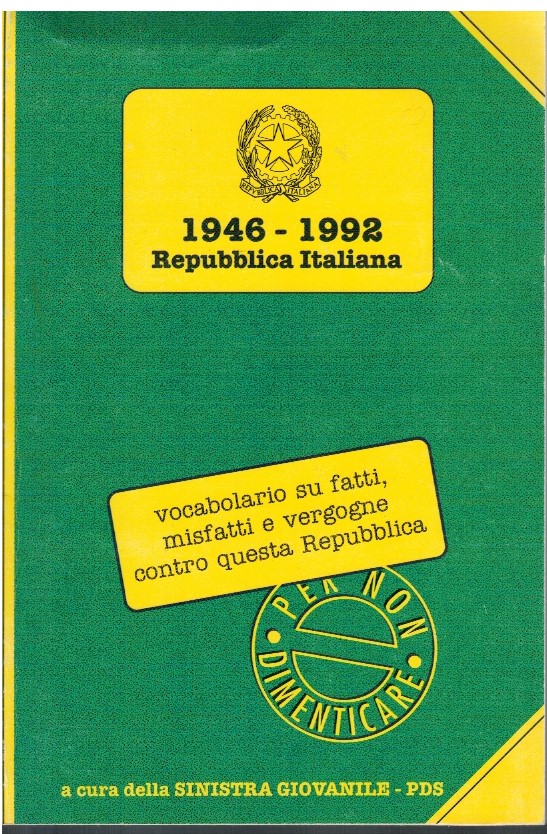 REPVBBLICA ITALIANA
1946 - 1992
Repubblica Italiana
vocabolario su fatti,
misfatti e vergogne
contro questa Repubblica
PER NON
DIMENTICARE
a cura della SINISTRA GIOVANILE - PDS